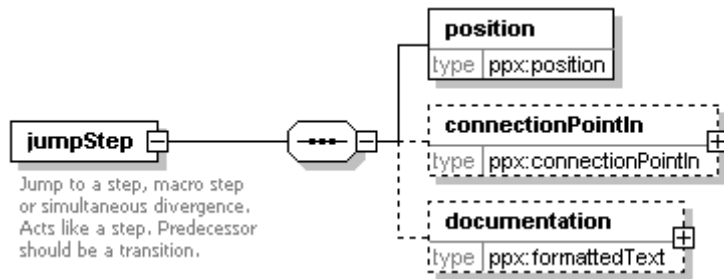 position
type ppx:position
connectionPointIn
type ppx:connectionPointIn
jumpStep
Jump to a step, macro step
or simultaneous divergence.
Acts like a step. Predecessor
should be a transition.
documentation
type ppx:formattedText